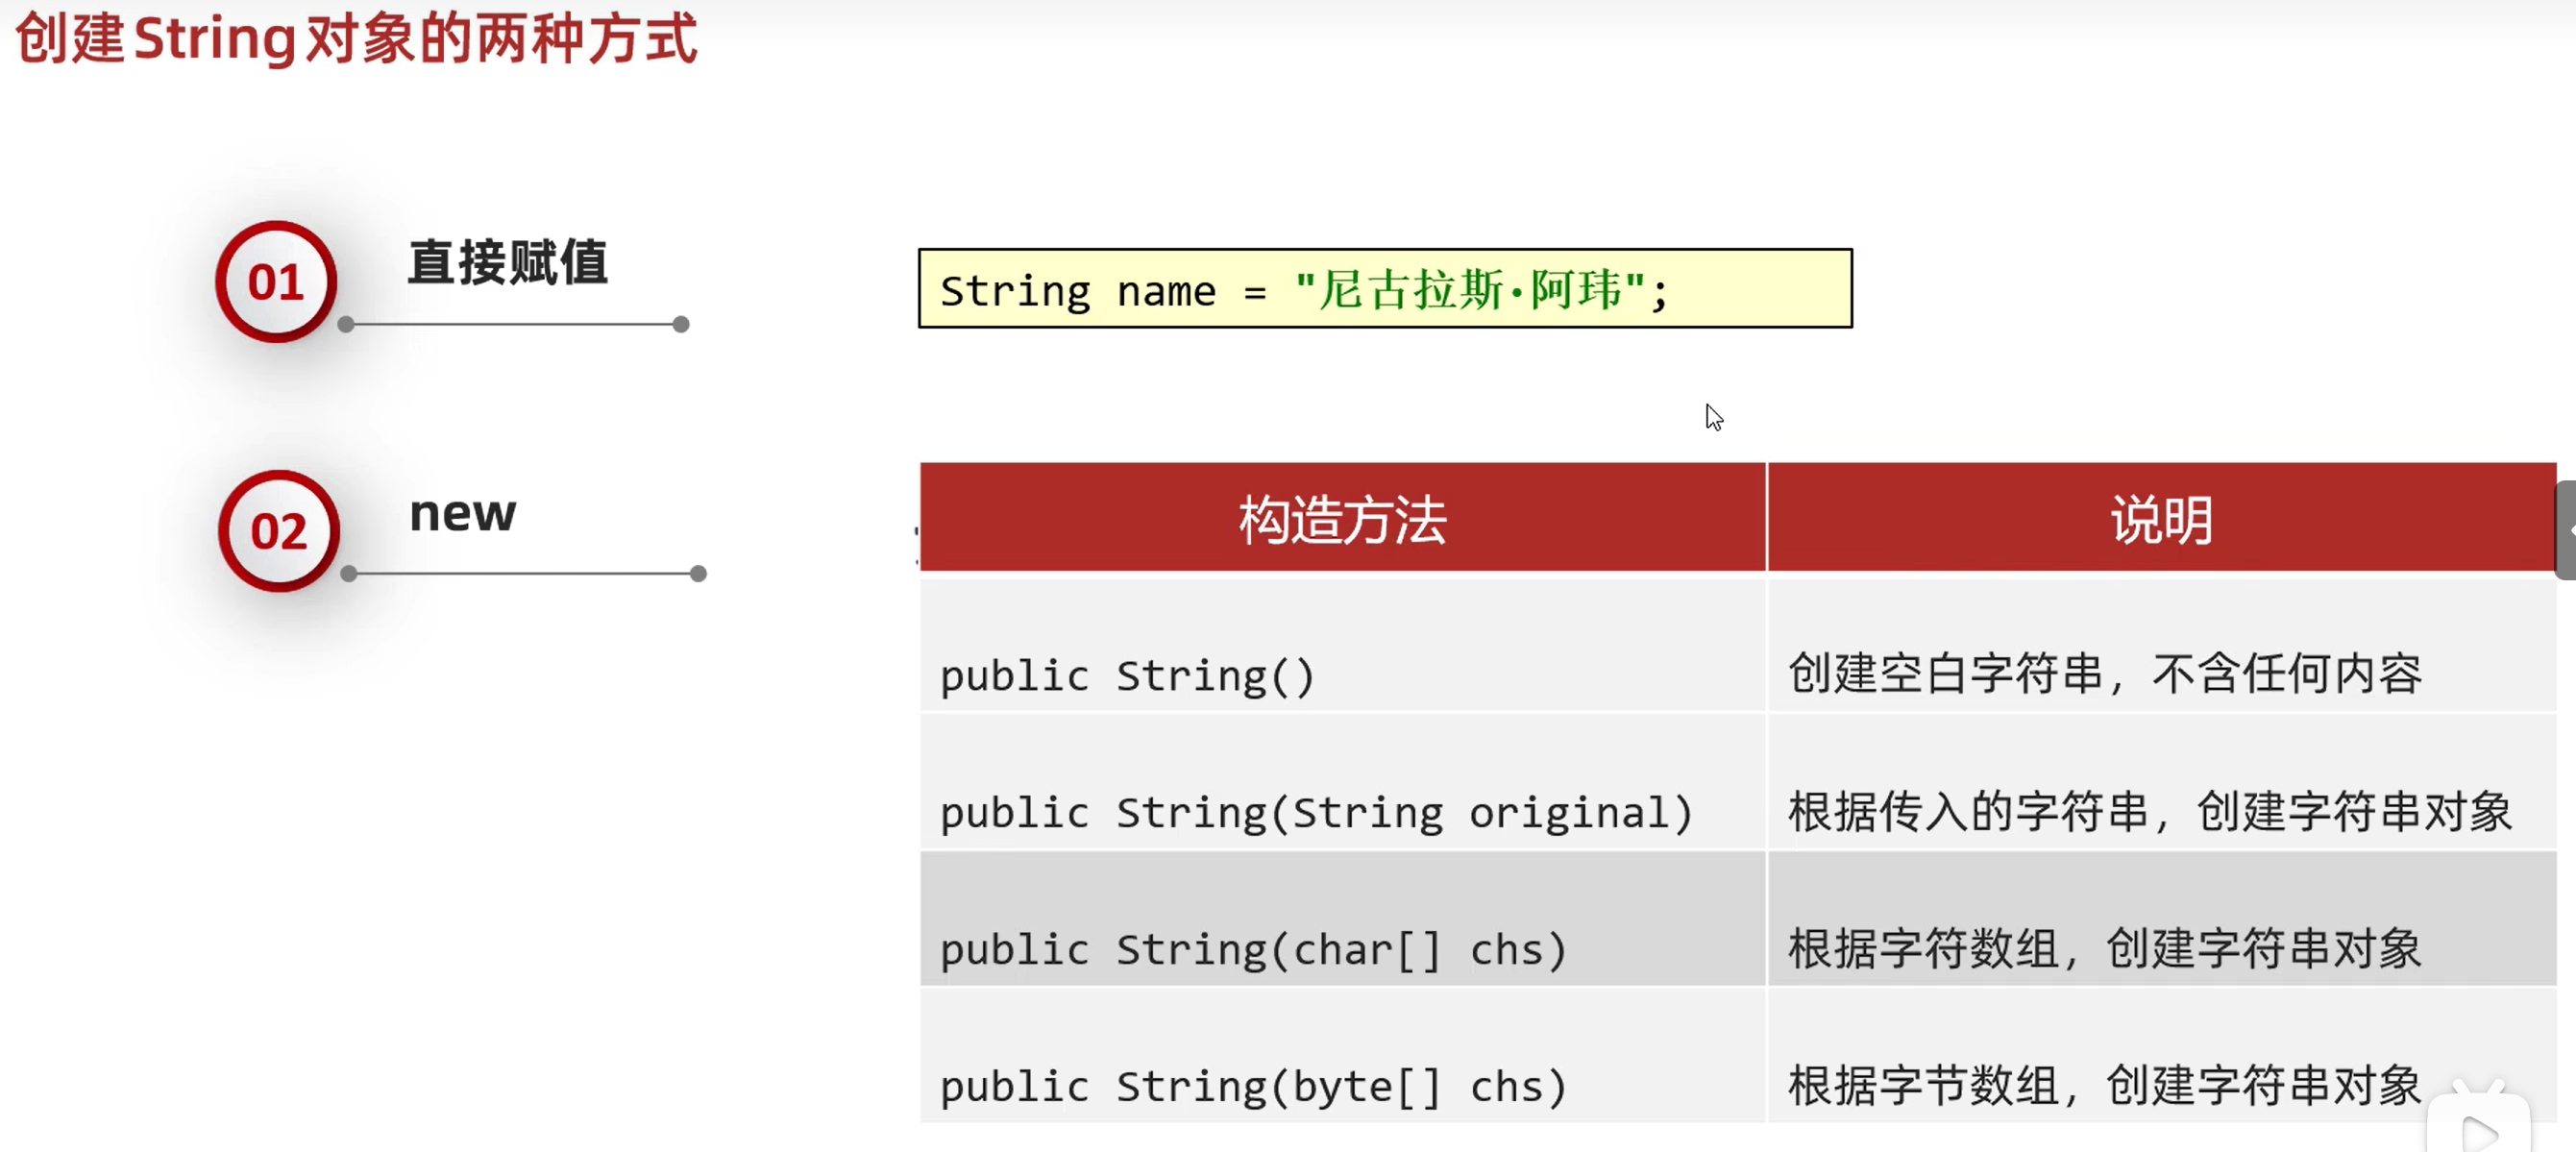 创建String对象的两种方式
01 直接赋值
String name = "尼古拉斯·阿玮";
02 new
构造方法 说明
public String() 创建空白字符串，不含任何内容
public String(String original) 根据传入的字符串，创建字符串对象
public String(char[] chs) 根据字符数组，创建字符串对象
public String(byte[] chs) 根据字节数组，创建字符串对象